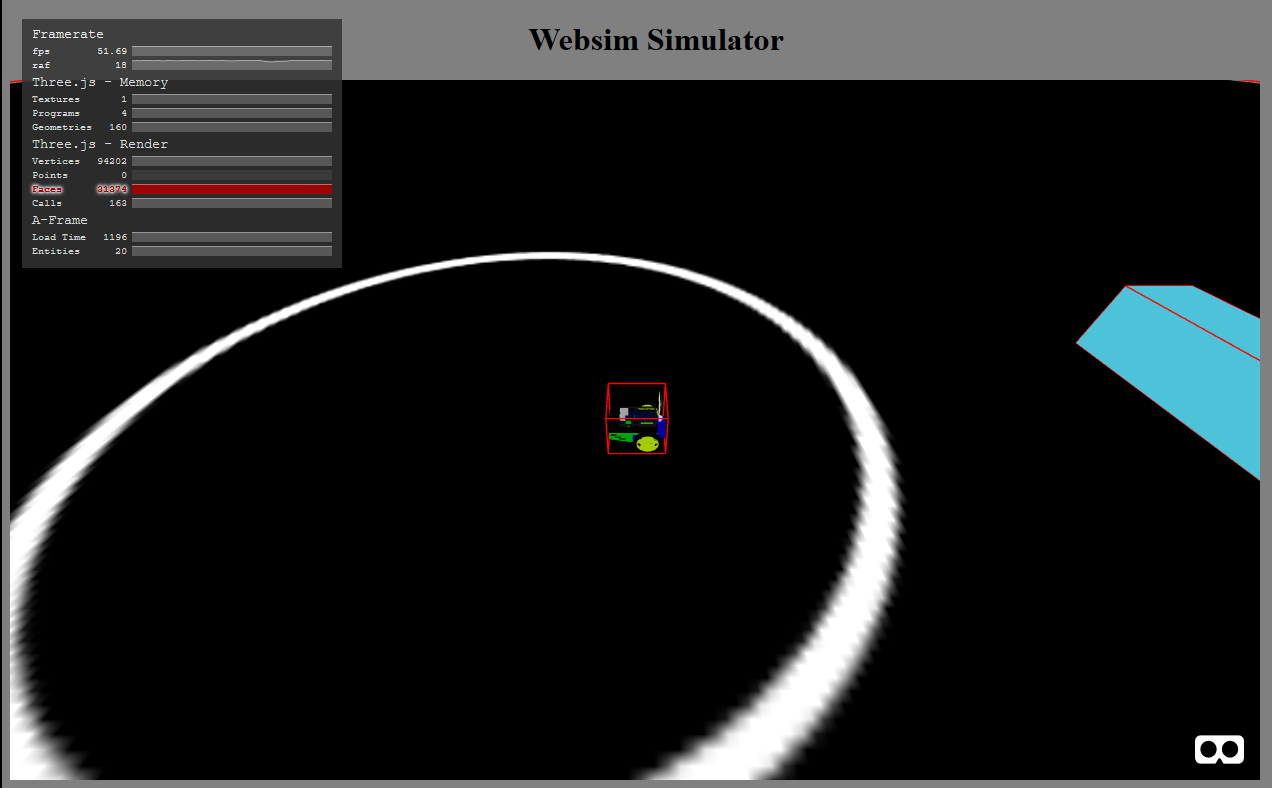 Websim Simulator
Framerate
fps 51.69
raf 18
Three.js - Memory
Textures 1
Programs 4
Geometries 160
Three.js - Render
Vertices 94202
Points 0
Faces 31374
Calls 163
A-Frame
Load Time 1196
Entities 20